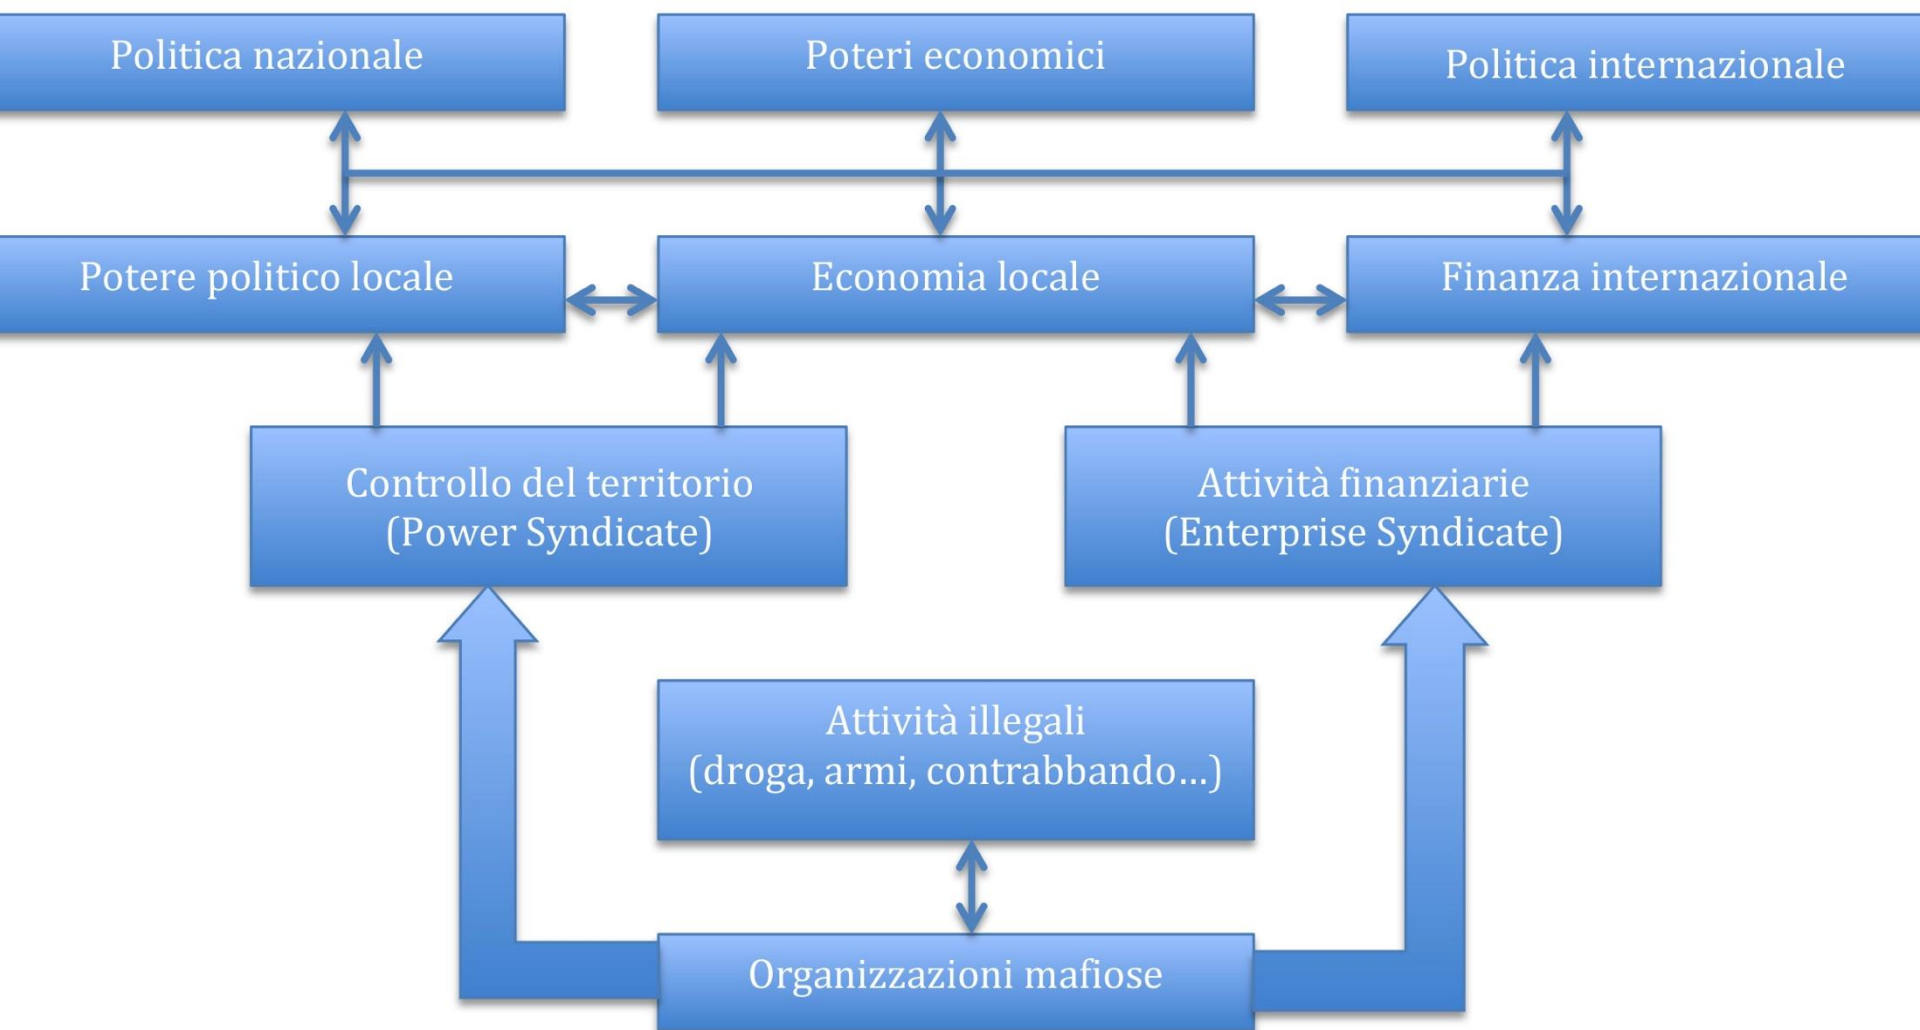 Politica nazionale
Poteri economici
Politica internazionale
Potere politico locale
Economia locale
Finanza internazionale
Controllo del territorio
(Power Syndicate)
Attività finanziarie
(Enterprise Syndicate)
Attività illegali
(droga, armi, contrabbando…)
Organizzazioni mafiose